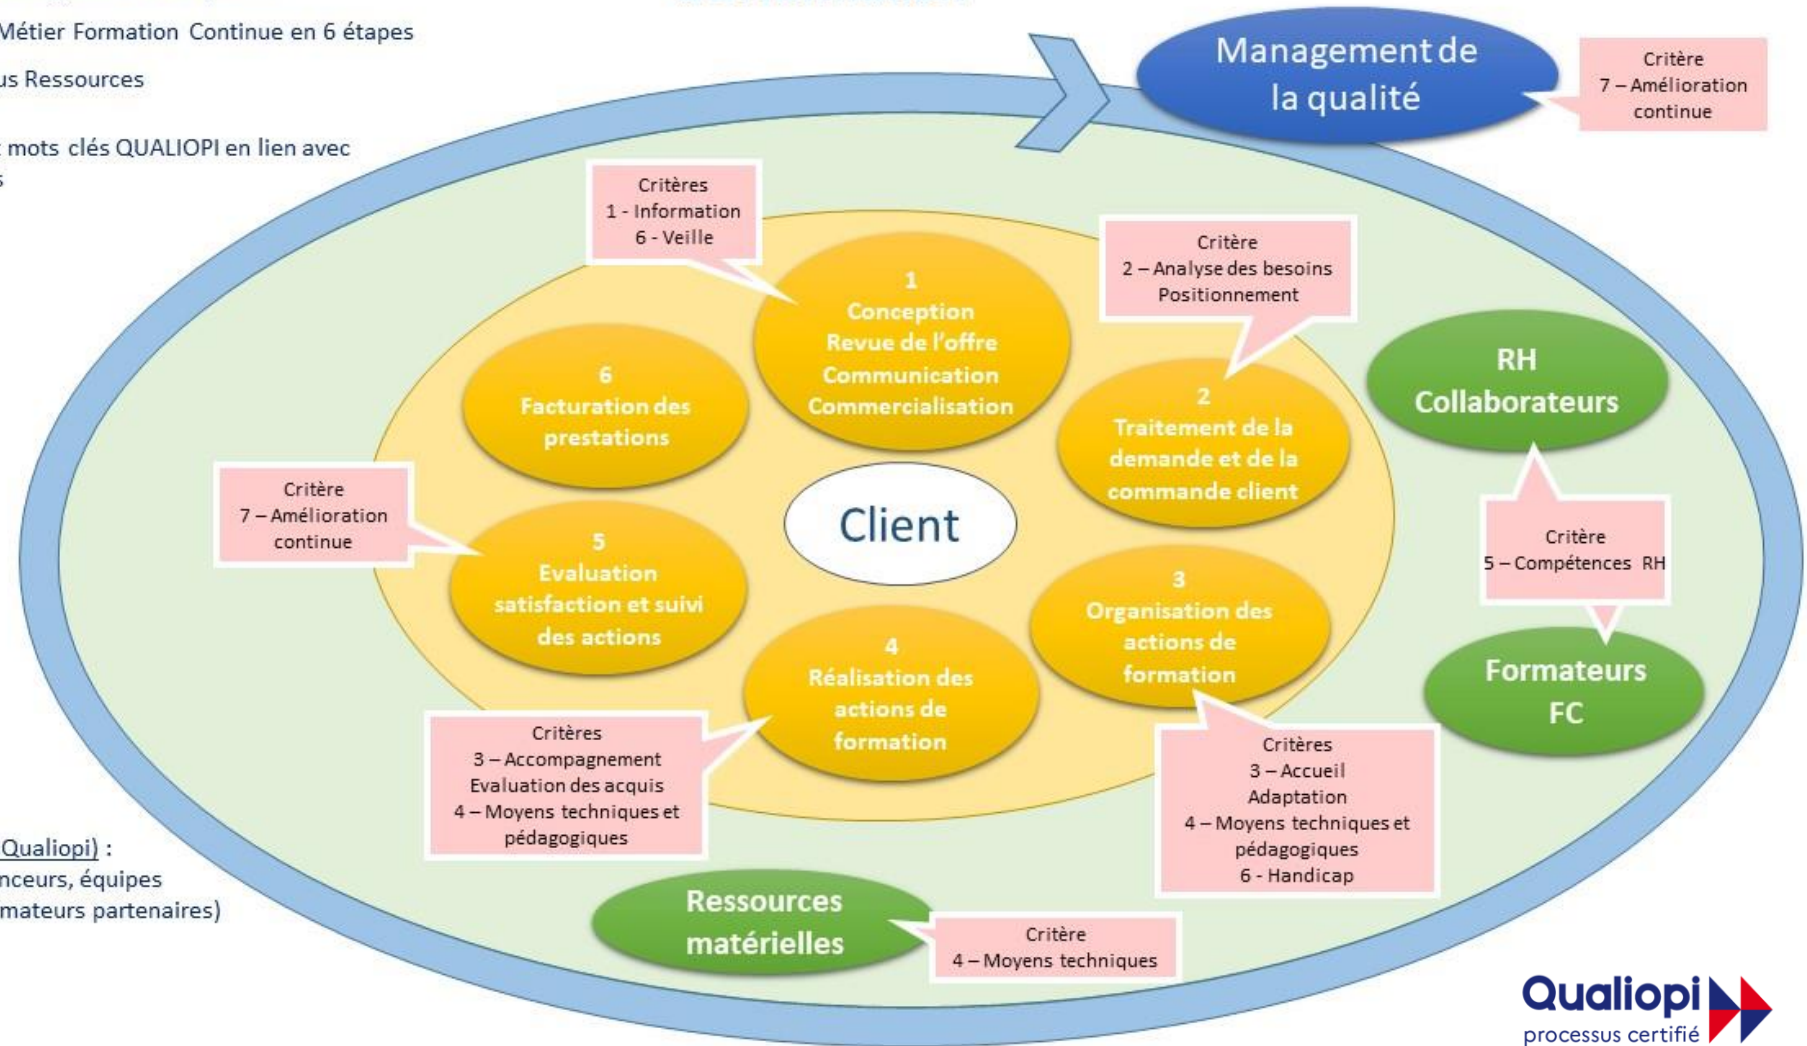 Métier Formation Continue en 6 étapes
us Ressources
mots clés QUALIOPI en lien avec
s
Management de
la qualité
Critère
7 – Amélioration
continue
Critères
1 - Information
6 - Veille
Critère
2 – Analyse des besoins
Positionnement
1
Conception
Revue de l'offre
Communication
Commercialisation
6
Facturation des
prestations
2
Traitement de la
demande et de la
commande client
RH
Collaborateurs
Client
Critère
7 – Amélioration
continue
5
Evaluation
satisfaction et suivi
des actions
3
Organisation des
actions de
formation
Critère
5 – Compétences RH
4
Réalisation des
actions de
formation
Formateurs
FC
Critères
3 – Accompagnement
Evaluation des acquis
4 – Moyens techniques et
pédagogiques
Critères
3 – Accueil
Adaptation
4 – Moyens techniques et
pédagogiques
6 - Handicap
Qualiopi) :
nceurs, équipes
mateurs partenaires)
Ressources
matérielles
Critère
4 – Moyens techniques
Qualiopi
processus certifié